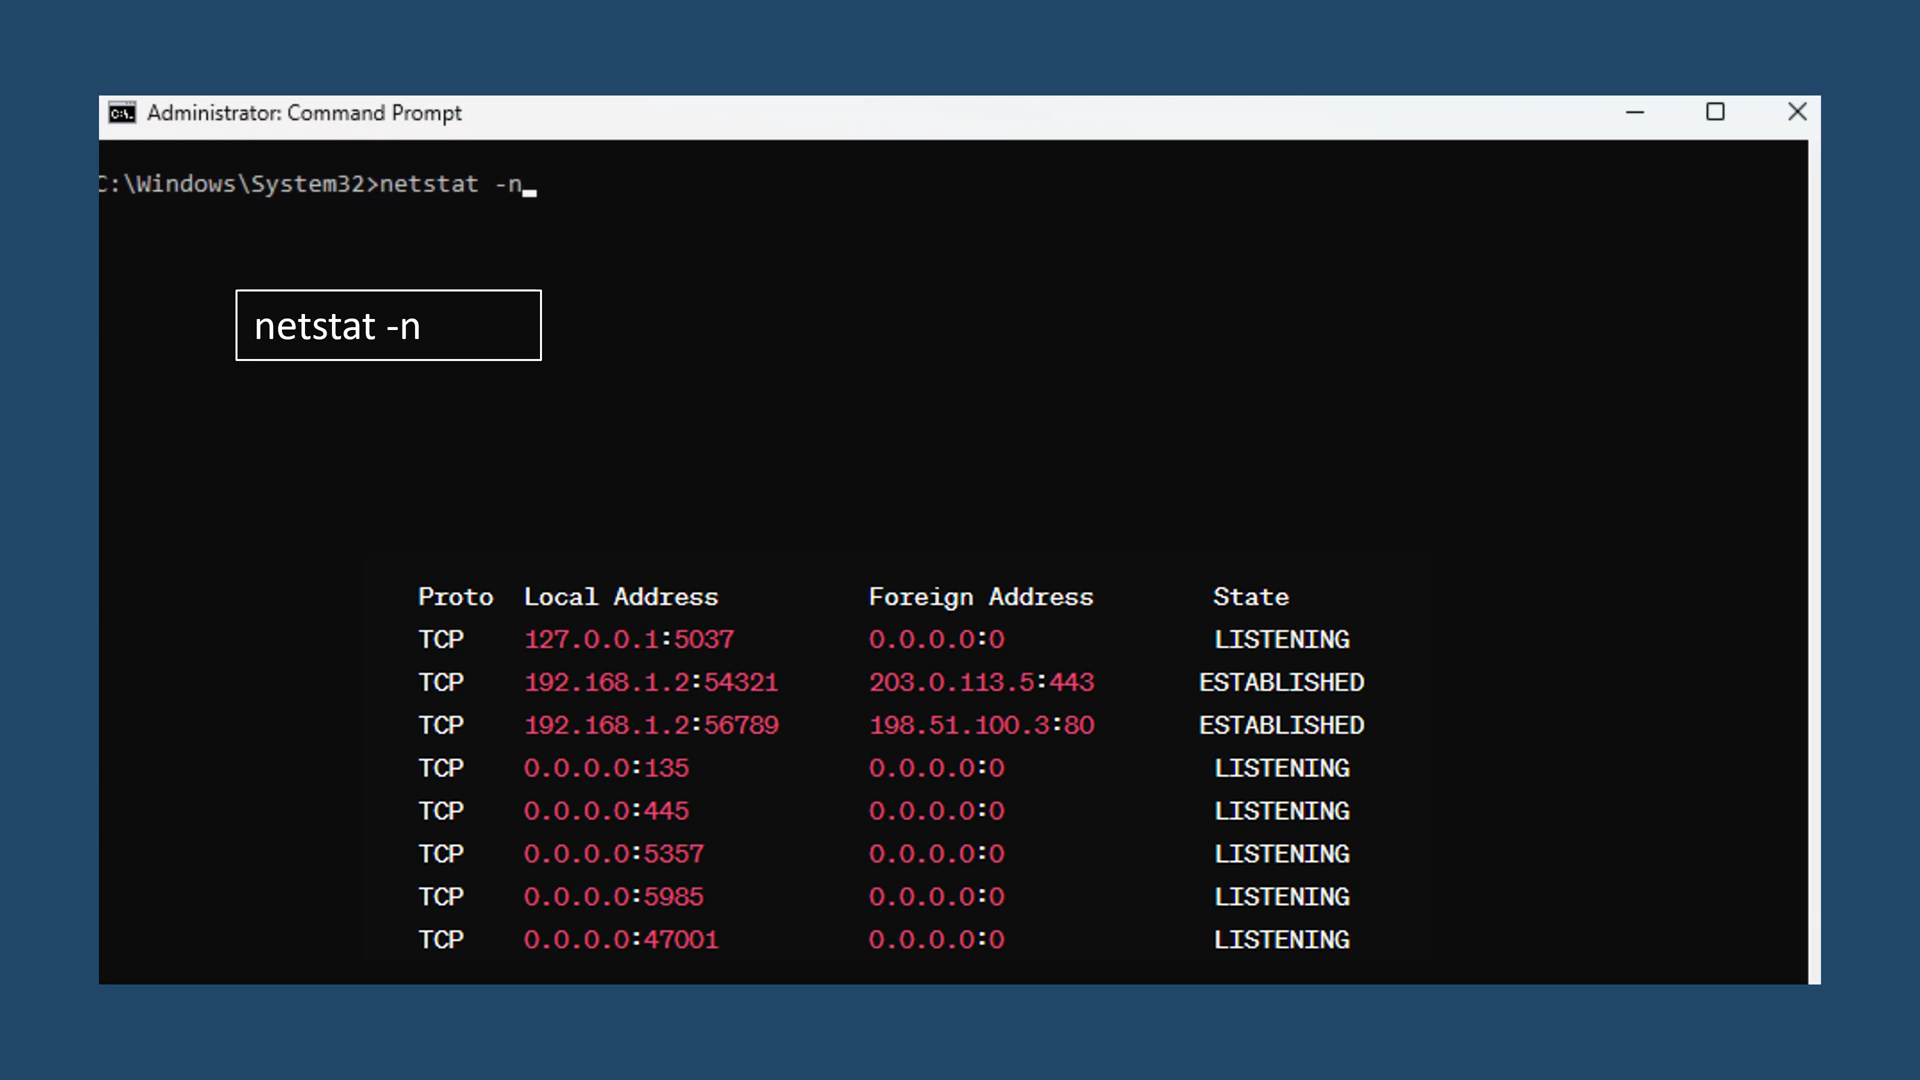 Administrator: Command Prompt
C:\Windows\System32>netstat -n
netstat -n
Proto Local Address Foreign Address State
TCP 127.0.0.1:5037 0.0.0.0:0 LISTENING
TCP 192.168.1.2:54321 203.0.113.5:443 ESTABLISHED
TCP 192.168.1.2:56789 198.51.100.3:80 ESTABLISHED
TCP 0.0.0.0:135 0.0.0.0:0 LISTENING
TCP 0.0.0.0:445 0.0.0.0:0 LISTENING
TCP 0.0.0.0:5357 0.0.0.0:0 LISTENING
TCP 0.0.0.0:5985 0.0.0.0:0 LISTENING
TCP 0.0.0.0:47001 0.0.0.0:0 LISTENING